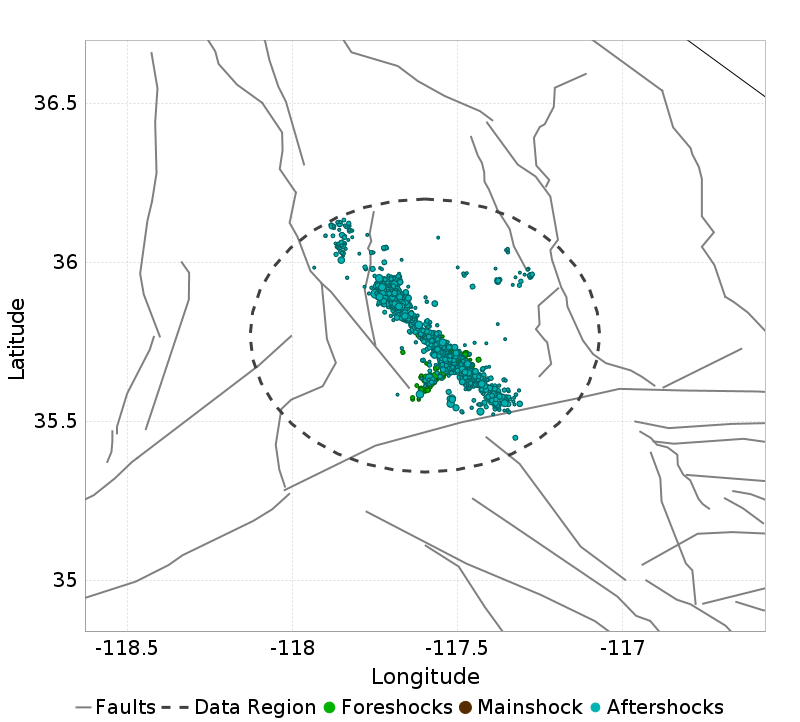 36.5
36
35.5
35
Latitude
-118.5 -118 -117.5 -117
Longitude
Faults Data Region Foreshocks Mainshock Aftershocks